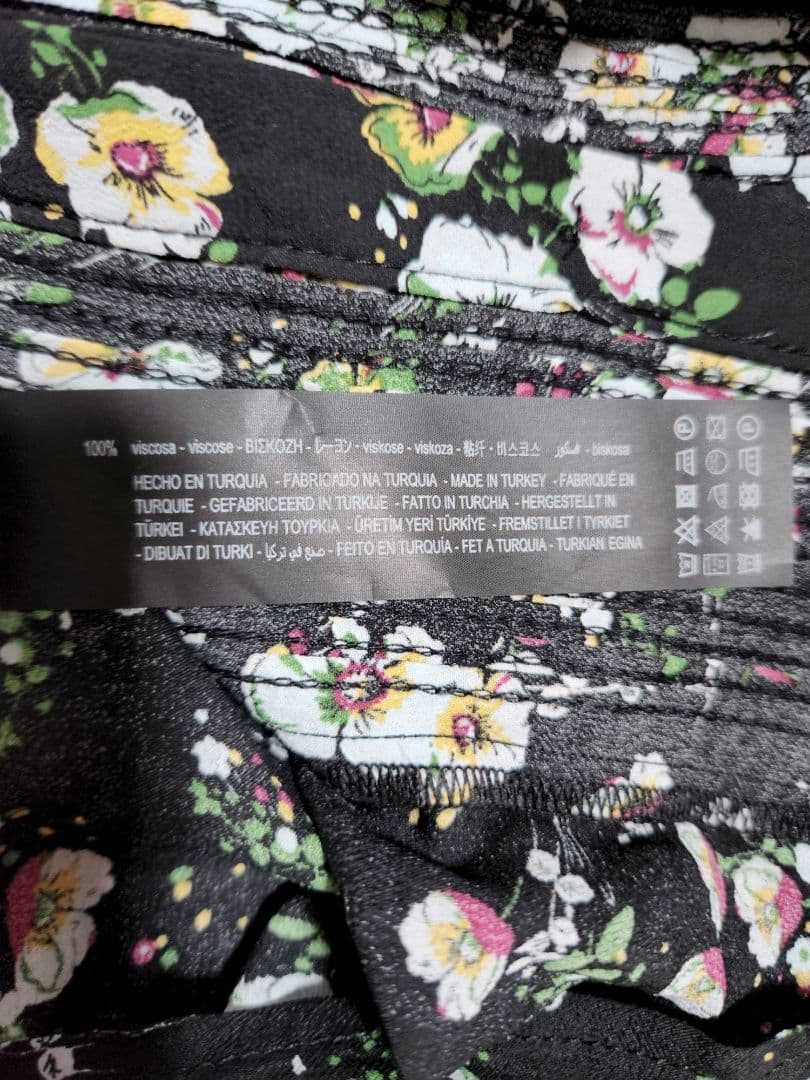 100% viscosa - viscose - ΒΙΣΚΟΖΗ - レーヨン - viskose - viskoza - 黏纤 - 비스코스 - فسكوز - biskosa
HECHO EN TURQUIA - FABRICADO NA TURQUIA - MADE IN TURKEY - FABRIQUÉ EN
TURQUIE - GEFABRICEERD IN TURKIJE - FATTO IN TURCHIA - HERGESTELLT IN
TÜRKEI - ΚΑΤΑΣΚΕΥΗ ΤΟΥΡΚΙΑ - ÜRETİM YERİ TÜRKİYE - FREMSTILLET I TYRKIET
- DIBUAT DI TURKI - صنع في تركيا - FEITO EN TURQUÍA - FET A TURQUIA - TURKIAN EGINA